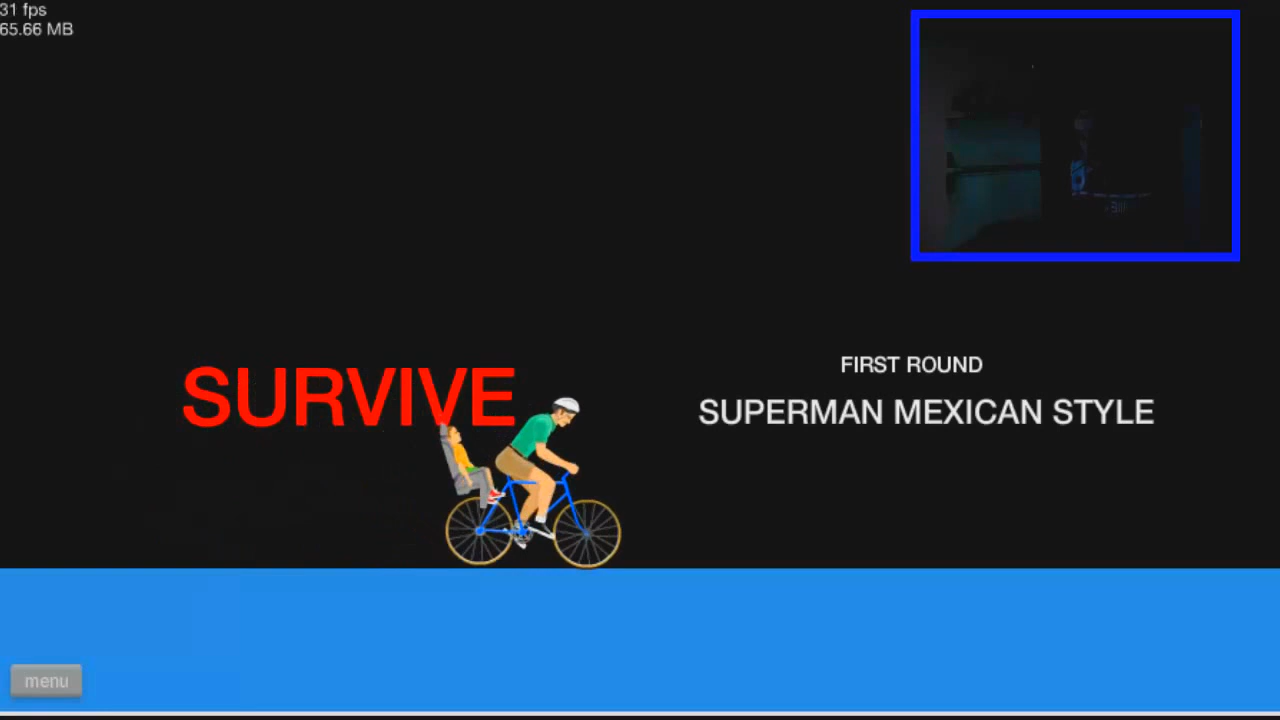 31 fps
65.66 MB
SURVIVE
FIRST ROUND
SUPERMAN MEXICAN STYLE
menu